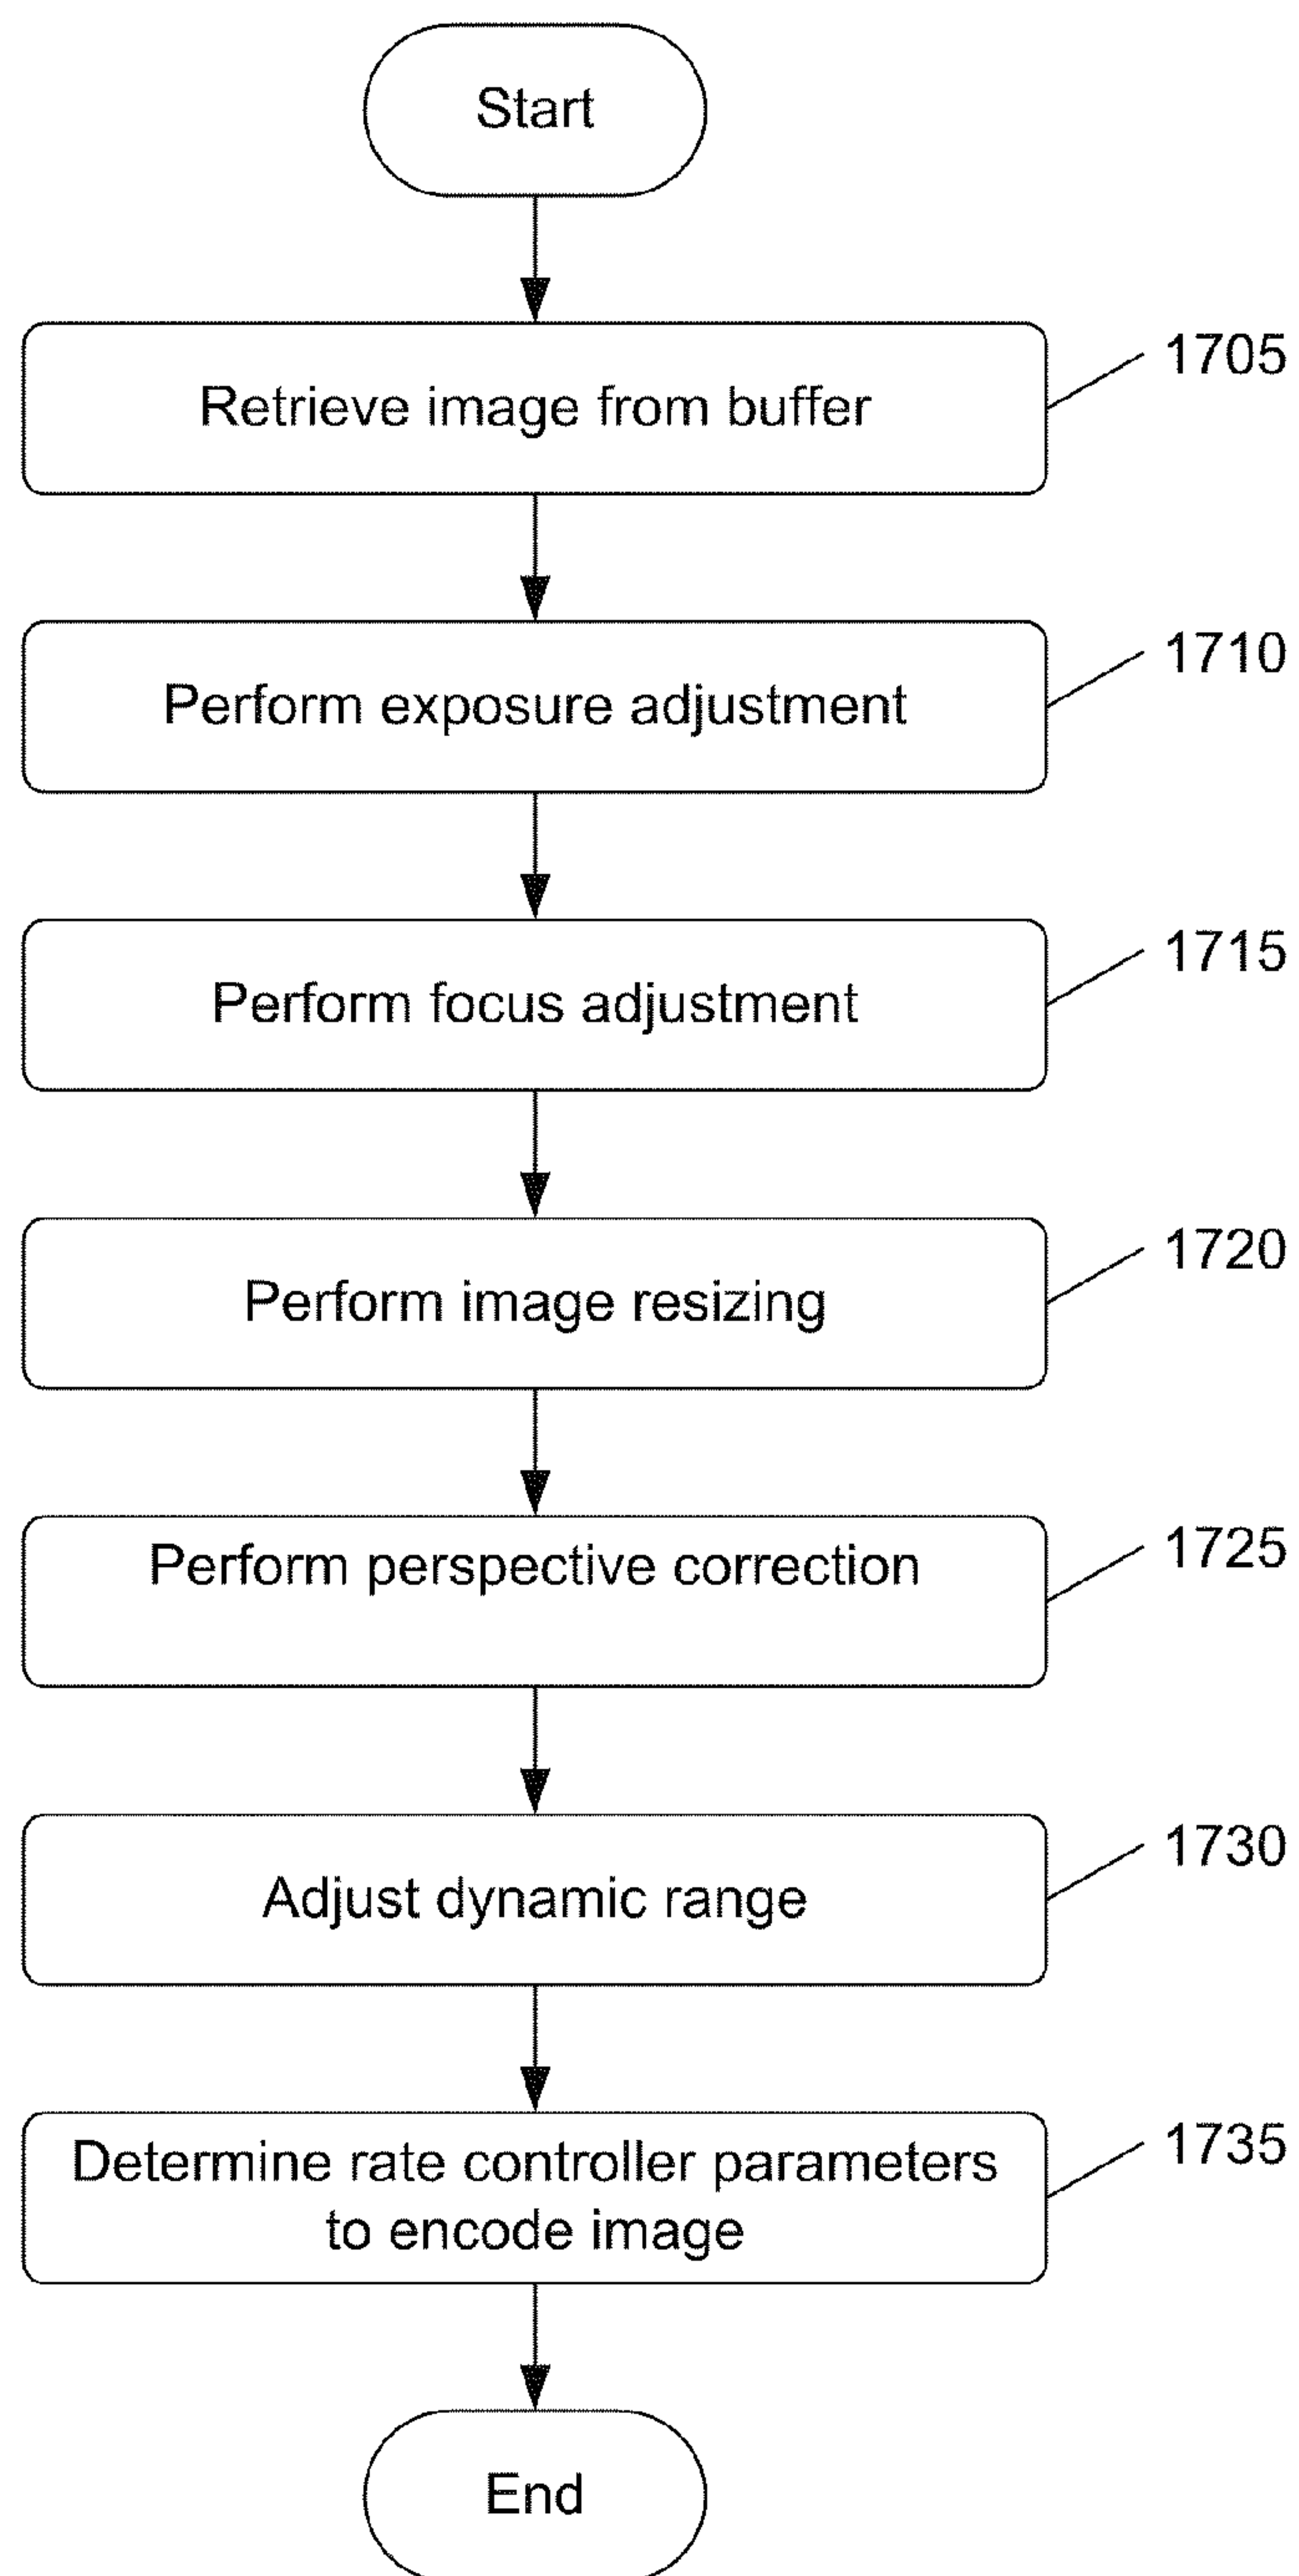 Start
Retrieve image from buffer
1705
Perform exposure adjustment
1710
Perform focus adjustment
1715
Perform image resizing
1720
Perform perspective correction
1725
Adjust dynamic range
1730
Determine rate controller parameters
to encode image
1735
End